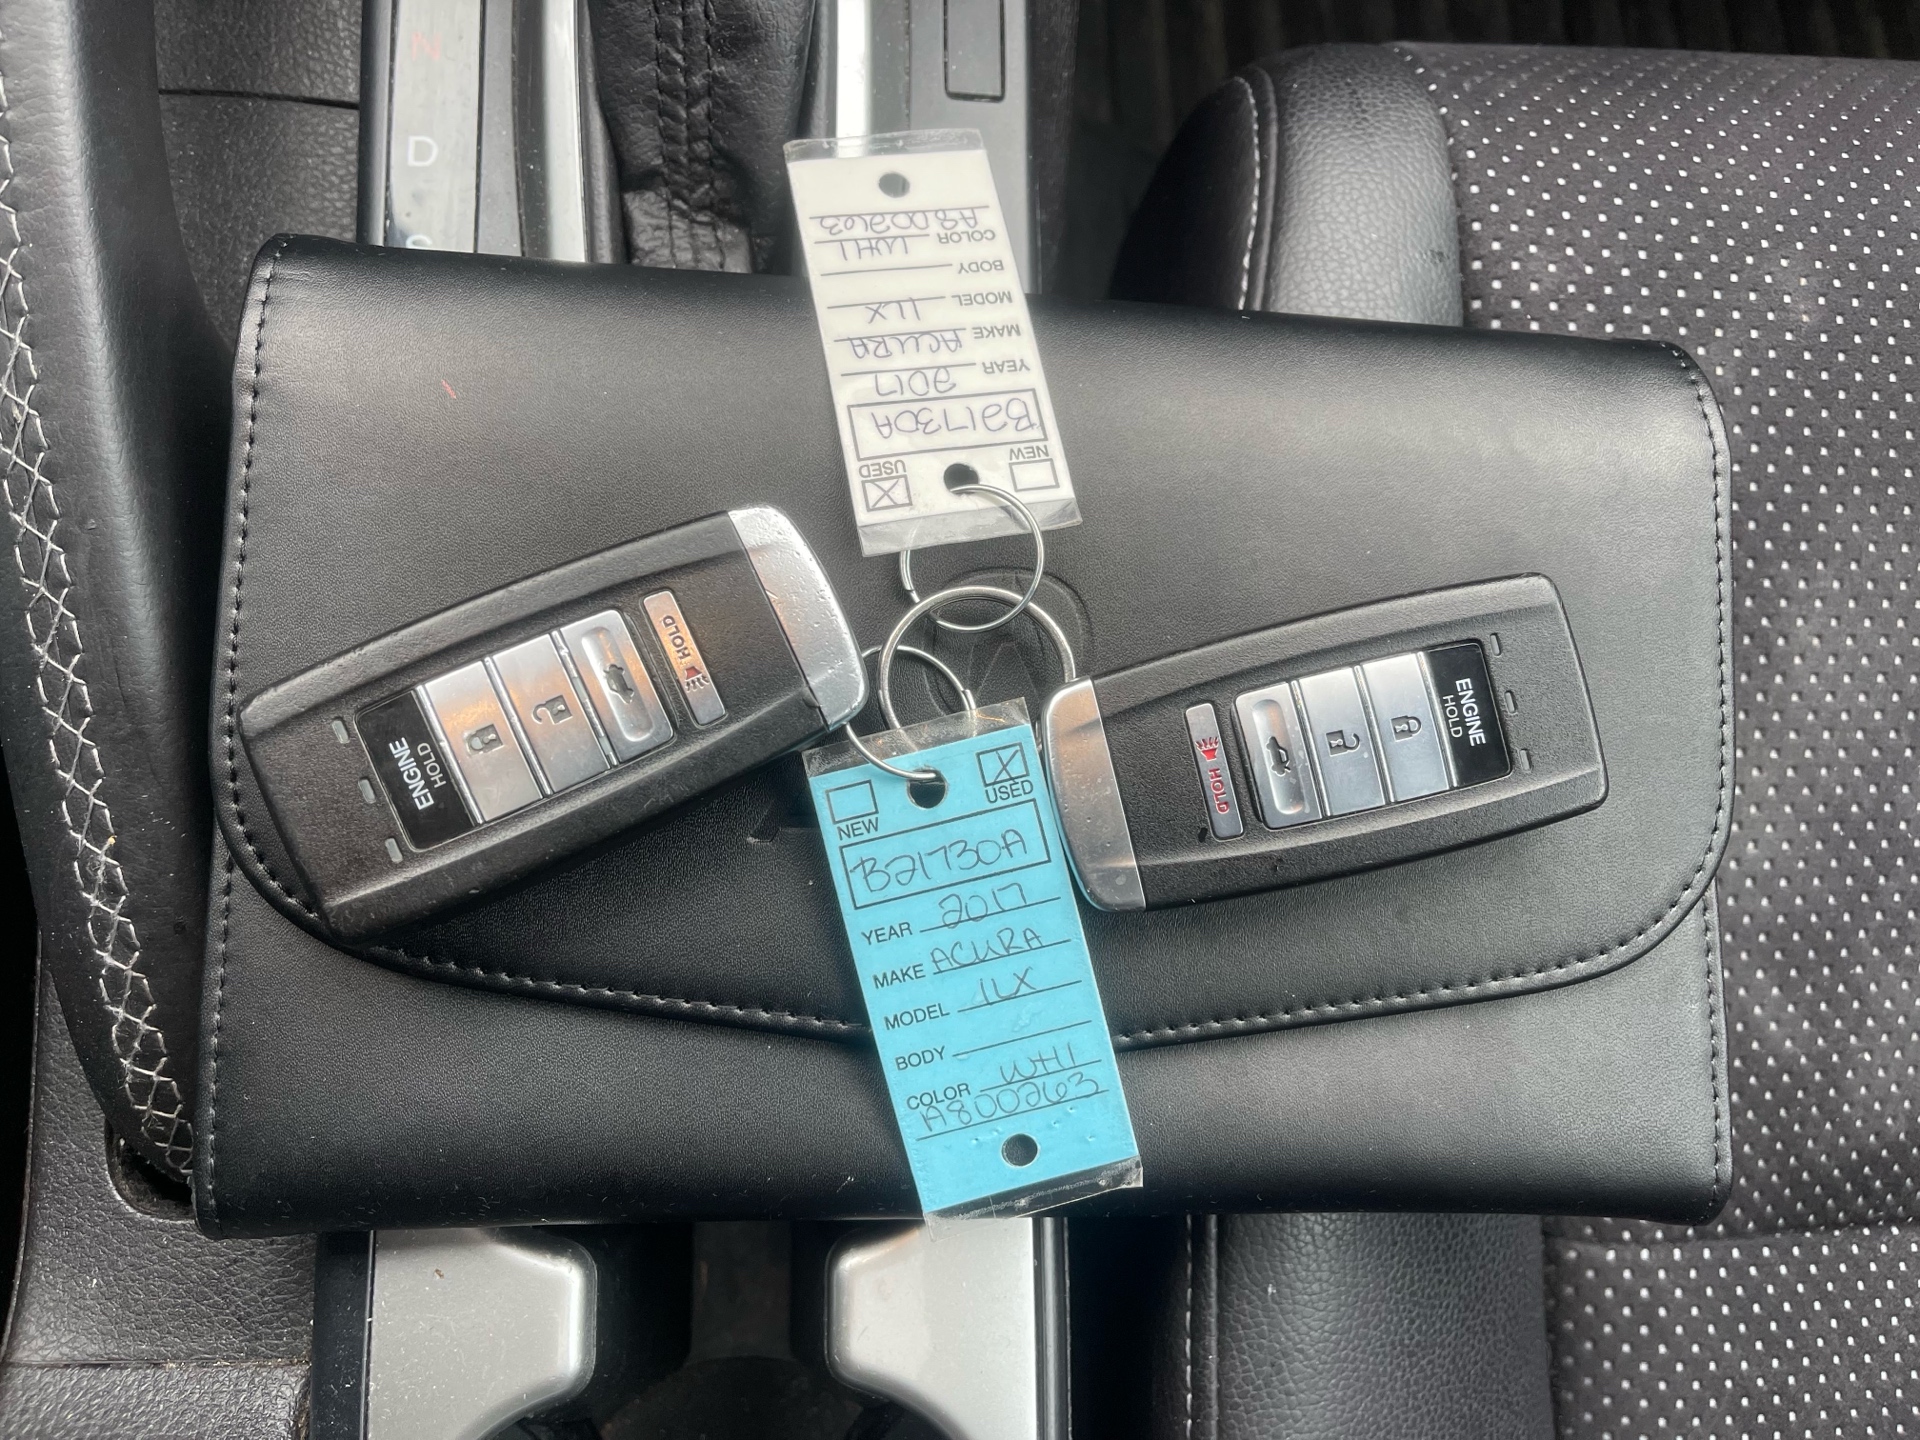 N
D
S
USED
NEW
B21730A
YEAR 2017
MAKE ACURA
MODEL ILX
BODY
COLOR WHI
A800263
HOLD
ENGINE
HOLD
HOLD
ENGINE
HOLD
NEW
USED
B21730A
YEAR 2017
MAKE ACURA
MODEL ILX
BODY
COLOR WHI
A800263